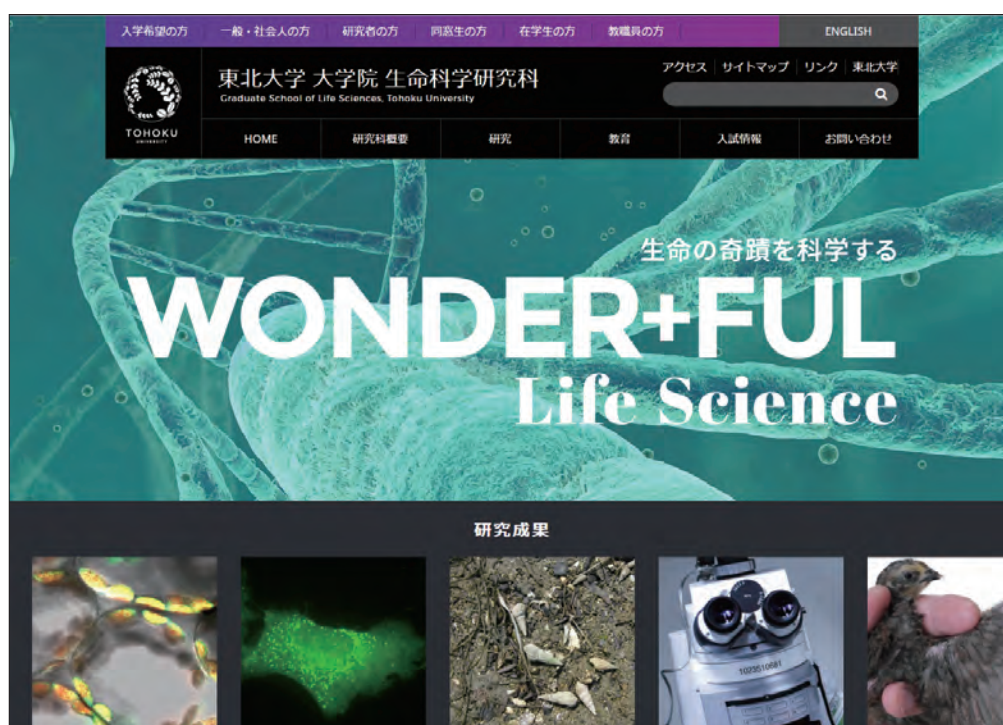 入学希望の方 一般・社会人の方 研究者の方 同窓生の方 在学生の方 教職員の方 ENGLISH
アクセス サイトマップ リンク 東北大学
東北大学 大学院 生命科学研究科
Graduate School of Life Sciences, Tohoku University
TOHOKU
UNIVERSITY
HOME 研究科概要 研究 教育 入試情報 お問い合わせ
生命の奇蹟を科学する
WONDER+FUL
Life Science
研究成果
1023510681